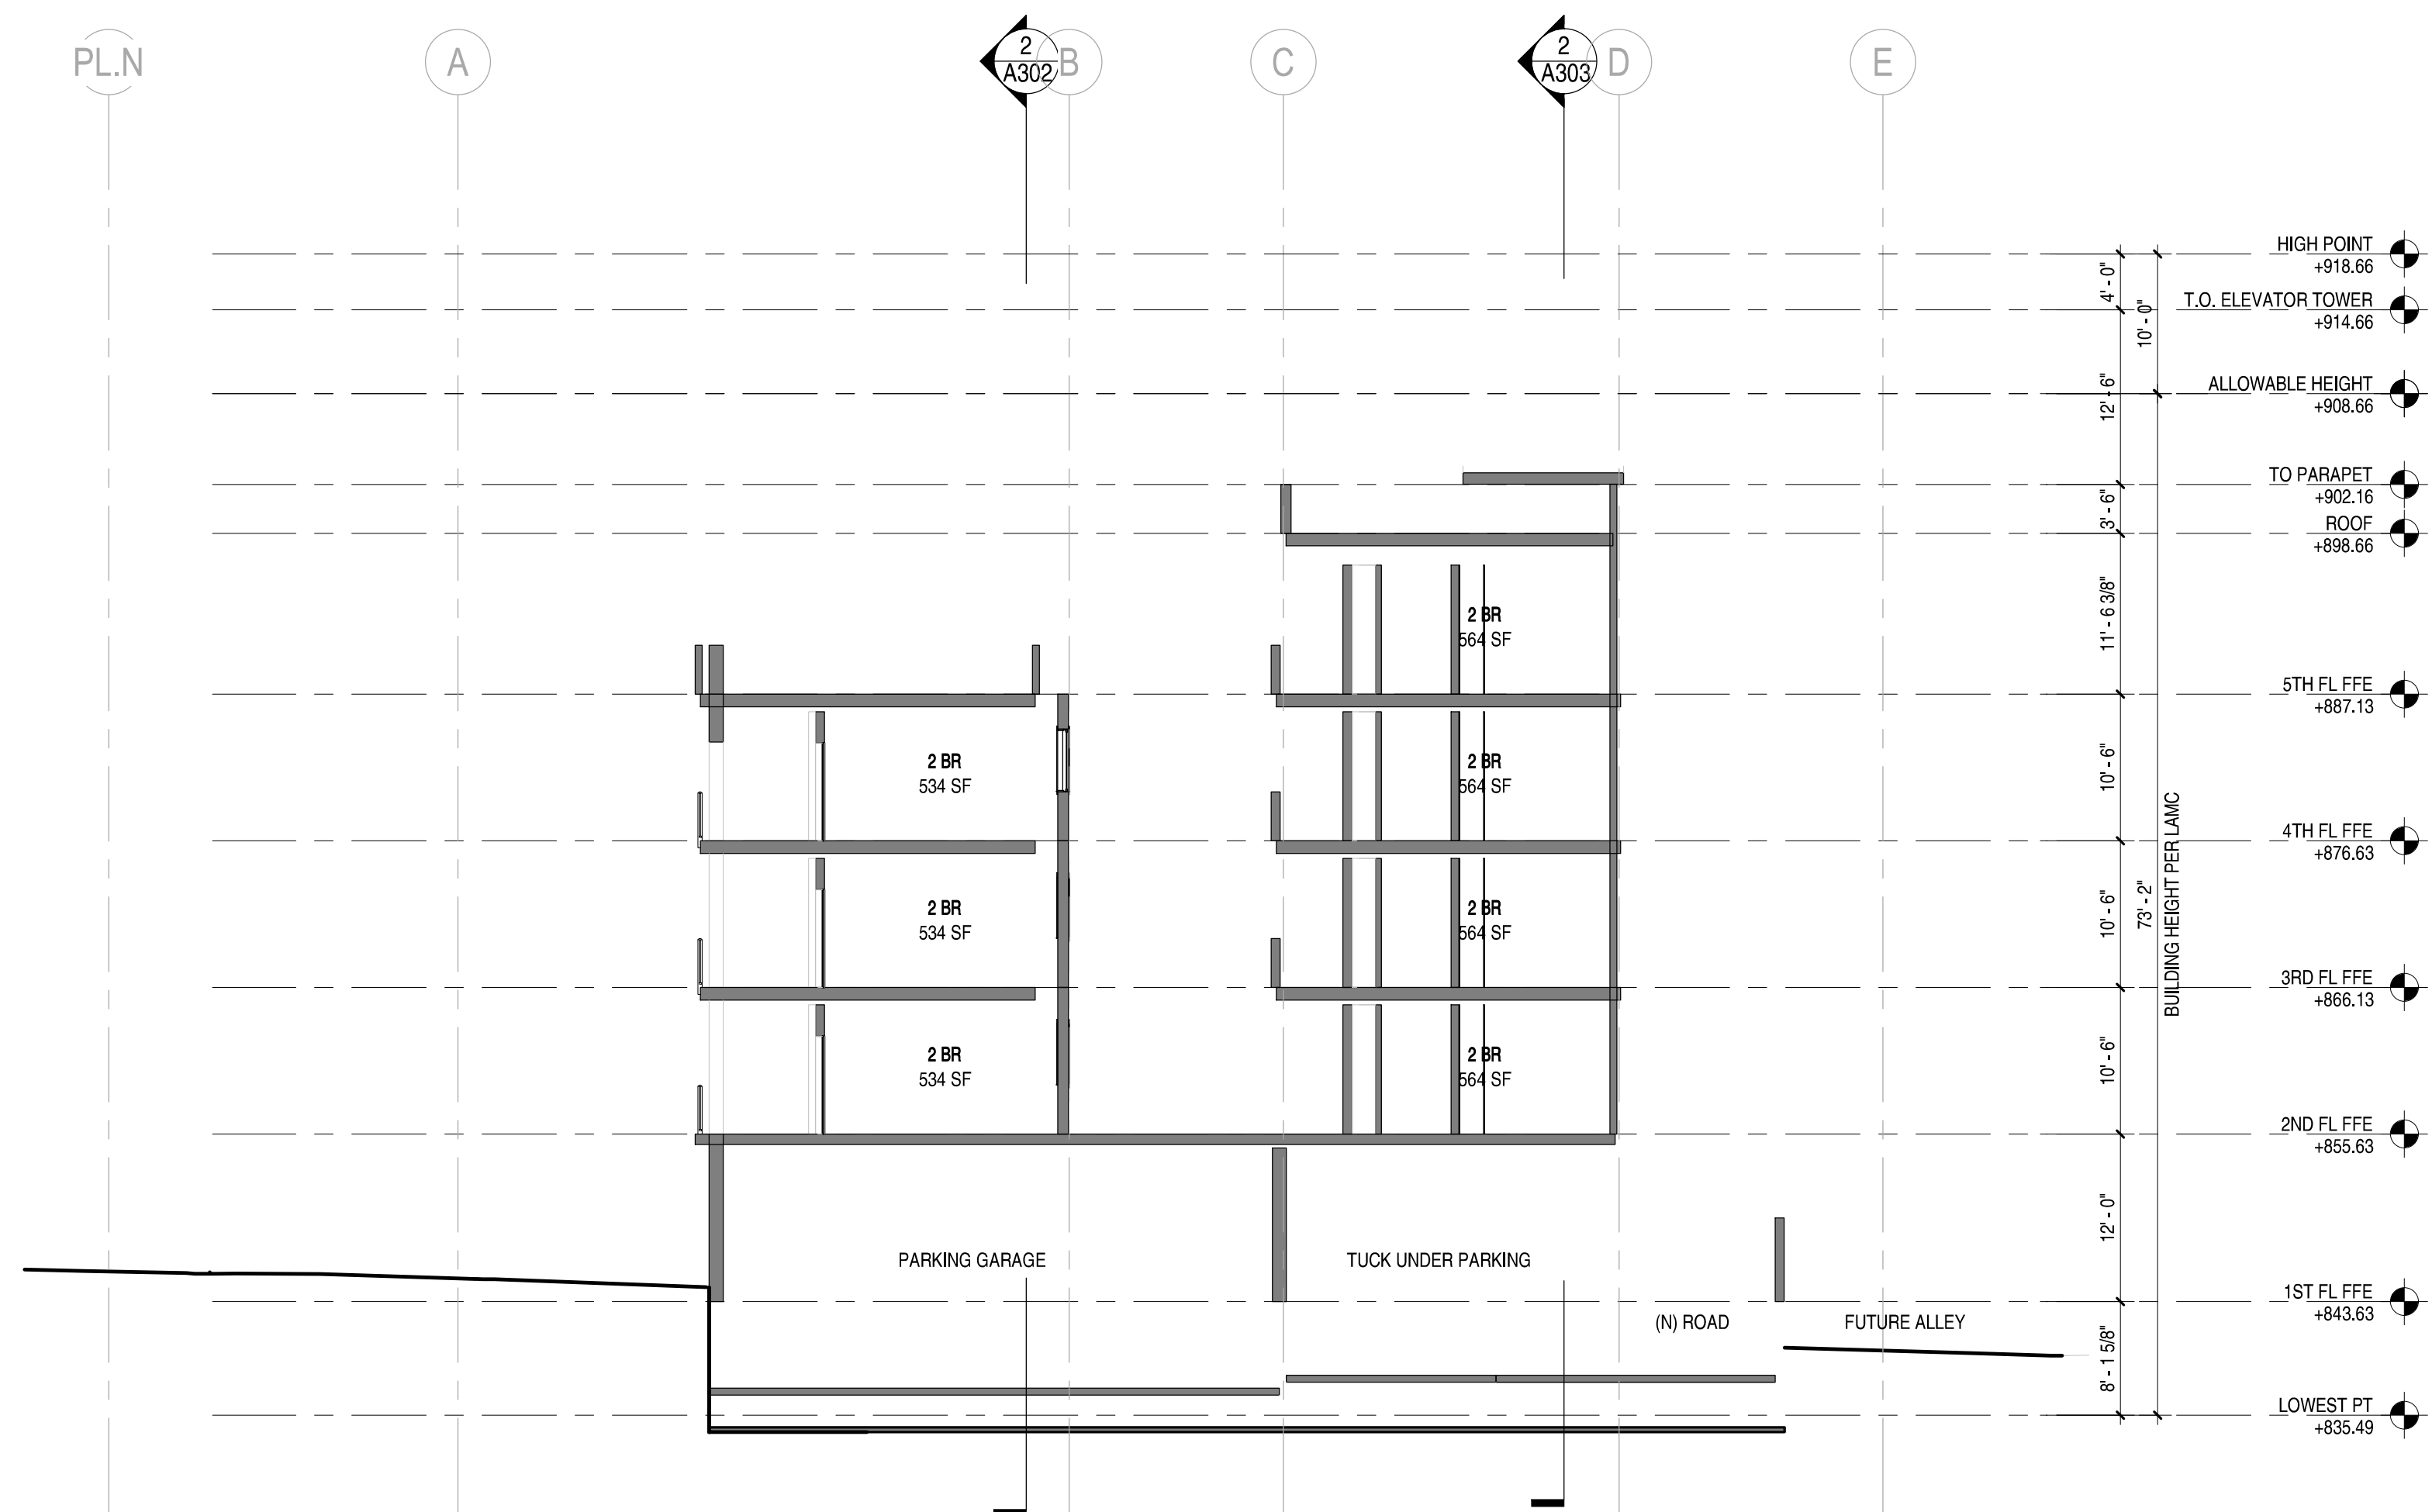 PL.N
A
2
A302
B
C
2
A303
D
E
HIGH POINT
+918.66
4' - 0"
T.O. ELEVATOR TOWER
+914.66
10' - 0"
12' - 6"
ALLOWABLE HEIGHT
+908.66
TO PARAPET
+902.16
3' - 6"
ROOF
+898.66
11' - 6 3/8"
2 BR
564 SF
5TH FL FFE
+887.13
2 BR
534 SF
2 BR
564 SF
10' - 6"
4TH FL FFE
+876.63
2 BR
534 SF
2 BR
564 SF
10' - 6"
73' - 2"
BUILDING HEIGHT PER LAMC
3RD FL FFE
+866.13
2 BR
534 SF
2 BR
564 SF
10' - 6"
2ND FL FFE
+855.63
12' - 0"
PARKING GARAGE
TUCK UNDER PARKING
1ST FL FFE
+843.63
(N) ROAD
FUTURE ALLEY
8' - 1 5/8"
LOWEST PT
+835.49